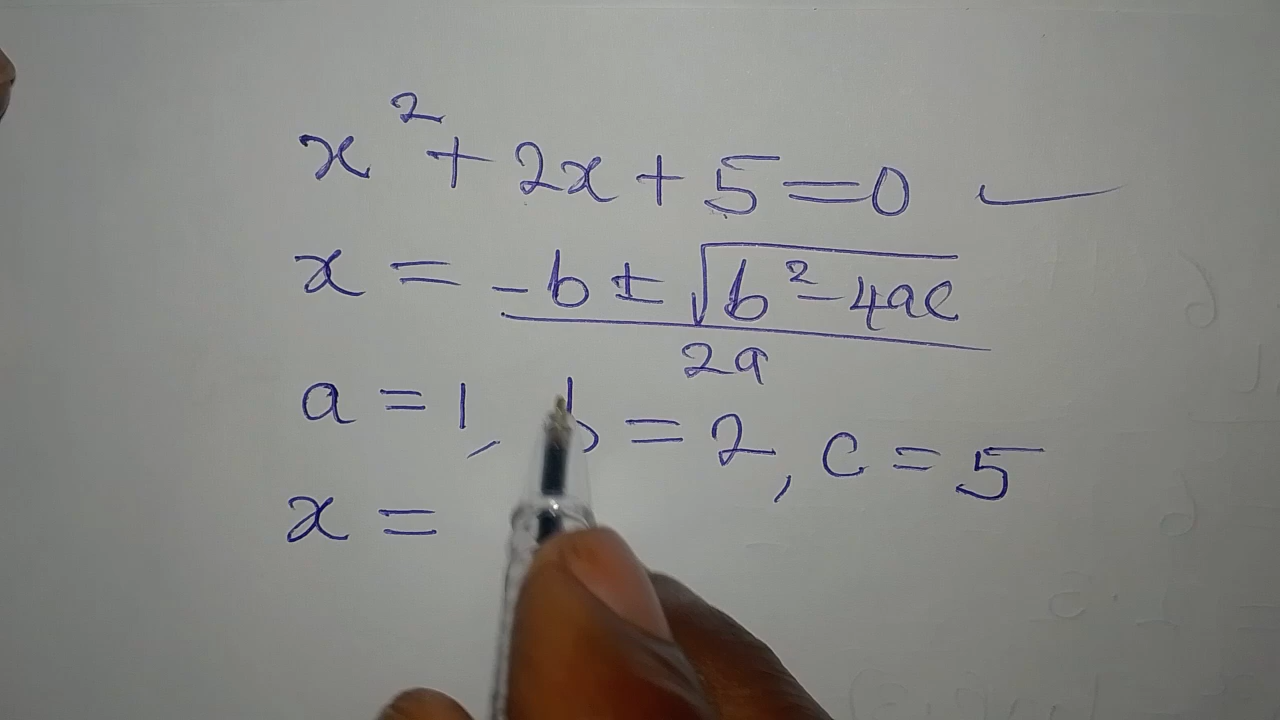 x² + 2x + 5 = 0 ✓
x = -b ± √(b² - 4ac) / 2a
a = 1, b = 2, c = 5
x =